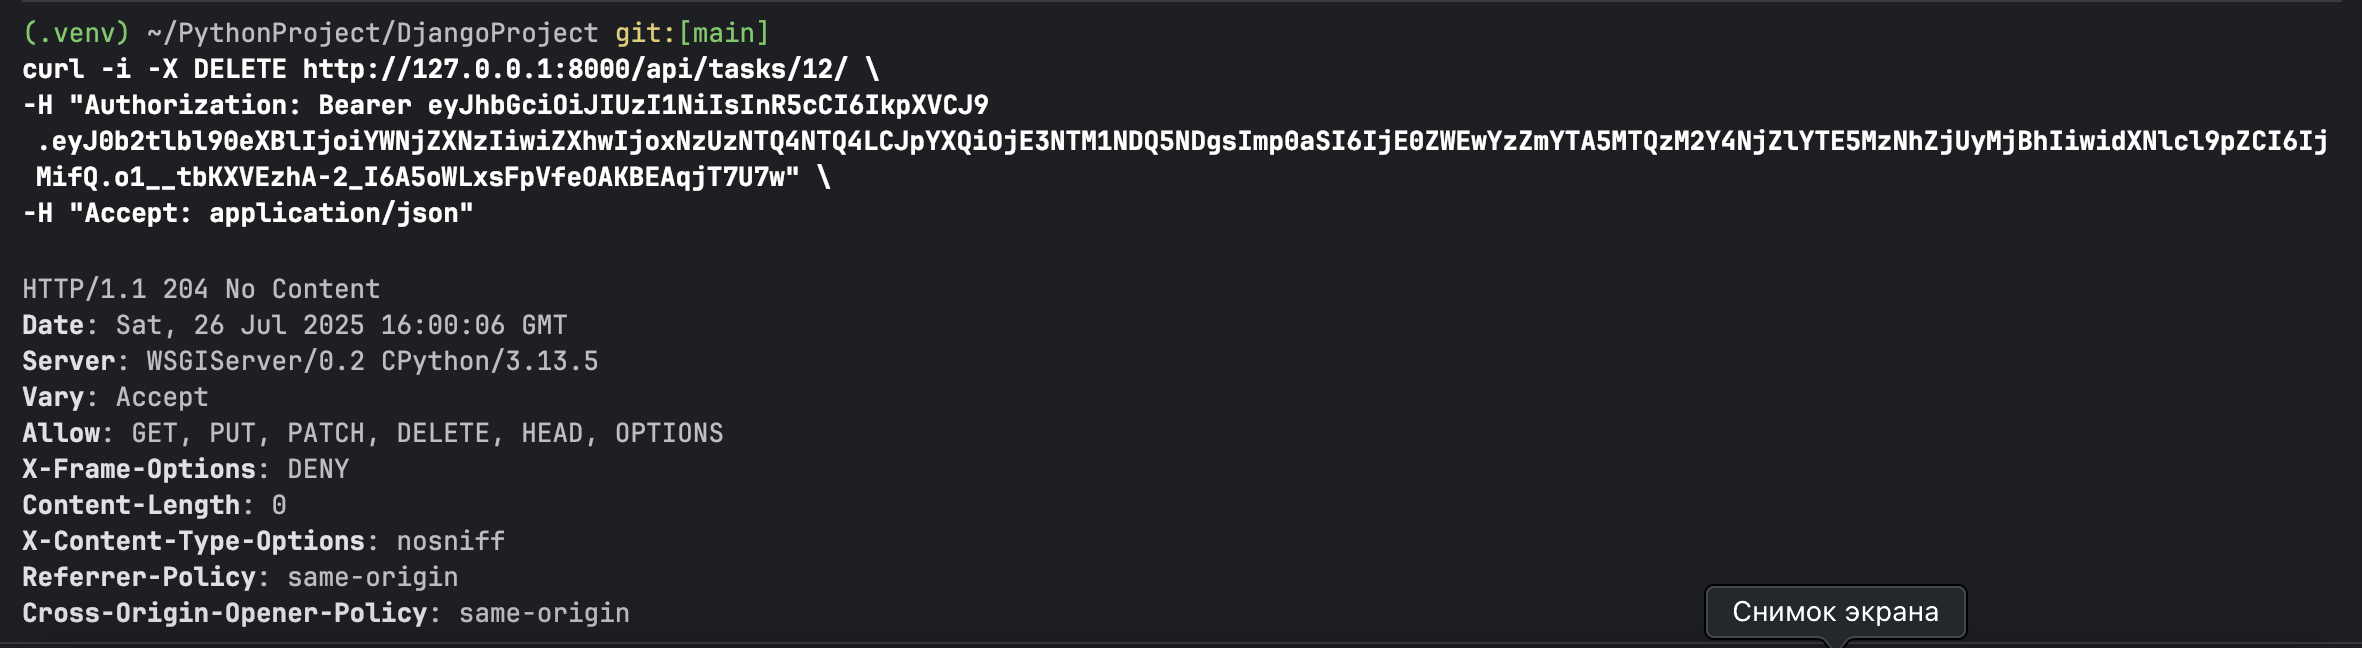 (.venv) ~/PythonProject/DjangoProject git:[main]
curl -i -X DELETE http://127.0.0.1:8000/api/tasks/12/ \
-H "Authorization: Bearer eyJhbGciOiJIUzI1NiIsInR5cCI6IkpXVCJ9
.eyJ0b2tlbl90eXBlIjoiYWNjZXNzIiwiZXhwIjoxNzUzNTQ4NTQ4LCJpYXQiOjE3NTM1NDQ5NDgsImp0aSI6IjE0ZWEwYzZmYTA5MTQzM2Y4NjZlYTE5MzNhZjUyMjBhIiwidXNlcl9pZCI6Ij
MifQ.o1__tbKXVEzhA-2_I6A5oWLxsFpVfeOAKBEAqjT7U7w" \
-H "Accept: application/json"
HTTP/1.1 204 No Content
Date: Sat, 26 Jul 2025 16:00:06 GMT
Server: WSGIServer/0.2 CPython/3.13.5
Vary: Accept
Allow: GET, PUT, PATCH, DELETE, HEAD, OPTIONS
X-Frame-Options: DENY
Content-Length: 0
X-Content-Type-Options: nosniff
Referrer-Policy: same-origin
Cross-Origin-Opener-Policy: same-origin
Снимок экрана